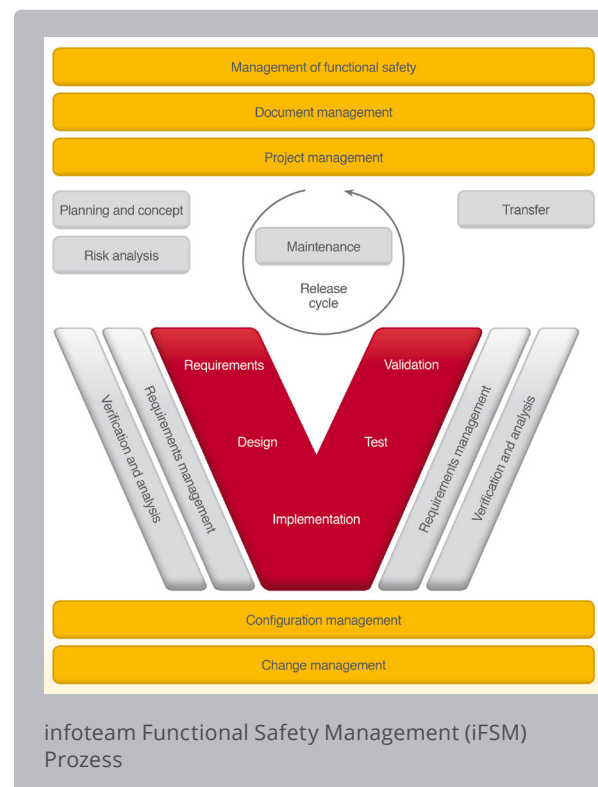 Management of functional safety
Document management
Project management
Planning and concept
Transfer
Risk analysis
Maintenance
Release
cycle
Requirements
Validation
Verification and analysis
Requirements management
Design
Test
Requirements management
Verification and analysis
Implementation
Configuration management
Change management
infoteam Functional Safety Management (iFSM)
Prozess